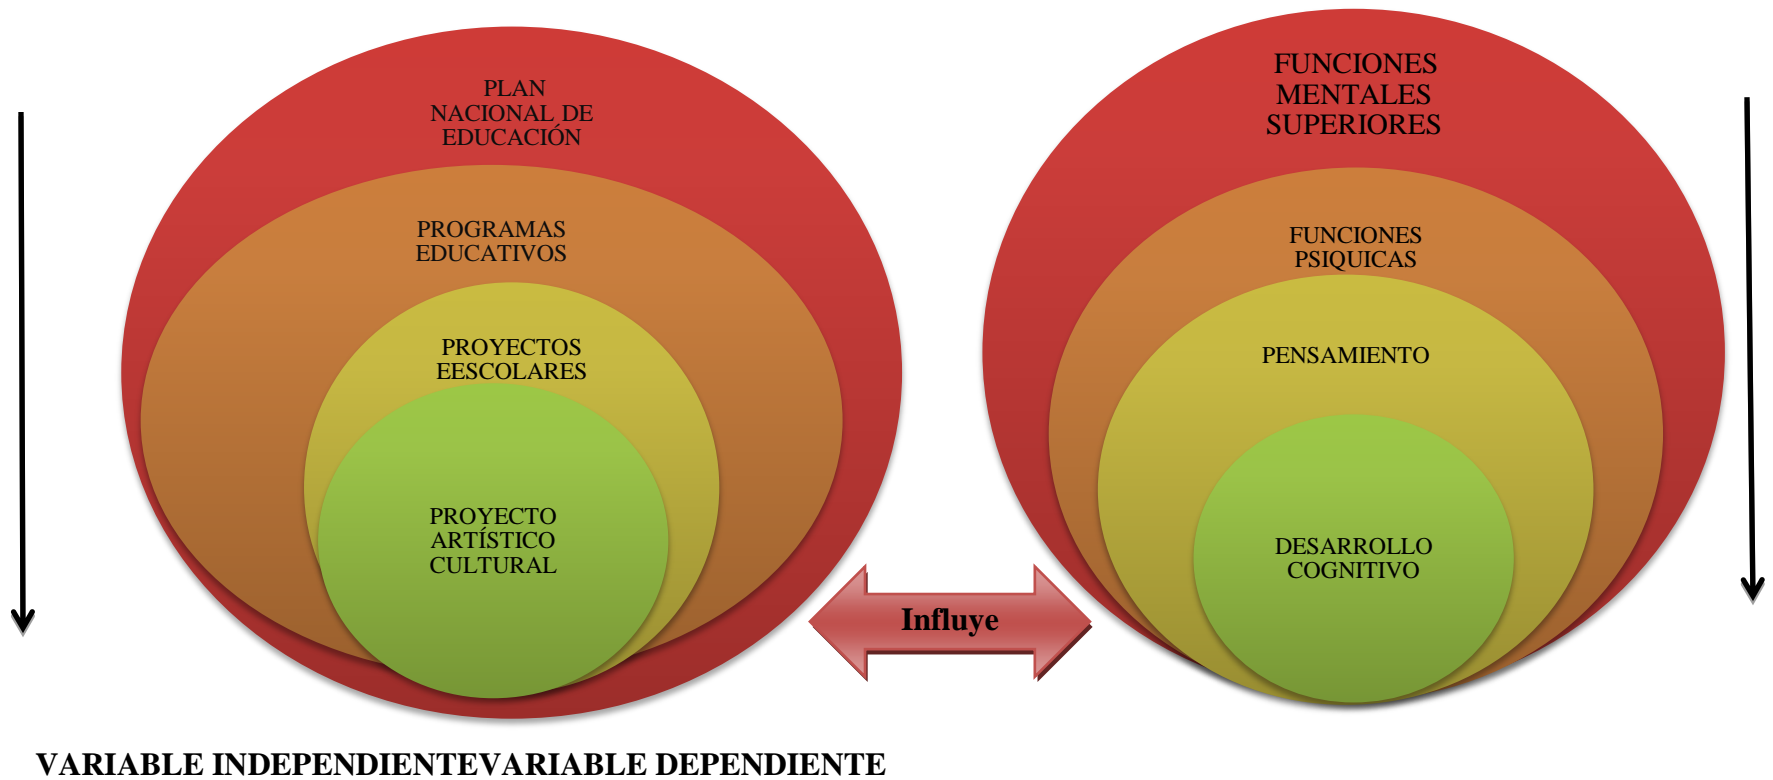 PLAN
NACIONAL DE
EDUCACIÓN
PROGRAMAS
EDUCATIVOS
PROYECTOS
EESCOLARES
PROYECTO
ARTÍSTICO
CULTURAL
FUNCIONES
MENTALES
SUPERIORES
FUNCIONES
PSIQUICAS
PENSAMIENTO
DESARROLLO
COGNITIVO
Influye
VARIABLE INDEPENDIENTEVARIABLE DEPENDIENTE